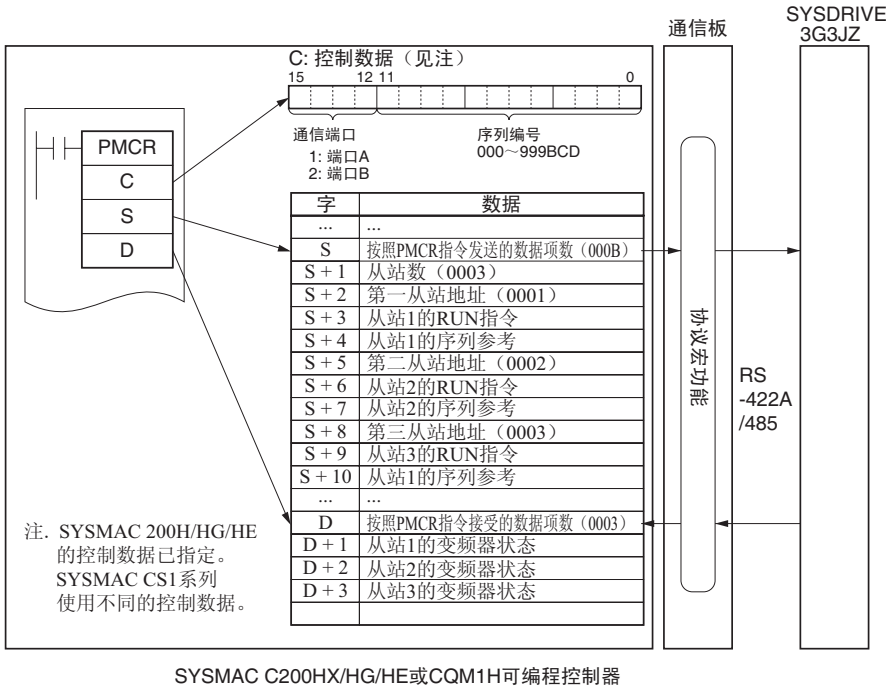 通信板
SYSDRIVE
3G3JZ
C: 控制数据（见注）
15 12 11 0
通信端口
1: 端口A
2: 端口B
序列编号
000～999BCD
PMCR
C
S
D
字 数据
... ...
S 按照PMCR指令发送的数据项数（000B）
S + 1 从站数（0003）
S + 2 第一从站地址（0001）
S + 3 从站1的RUN指令
S + 4 从站1的序列参考
S + 5 第二从站地址（0002）
S + 6 从站2的RUN指令
S + 7 从站2的序列参考
S + 8 第三从站地址（0003）
S + 9 从站3的RUN指令
S + 10 从站1的序列参考
... ...
D 按照PMCR指令接受的数据项数（0003）
D + 1 从站1的变频器状态
D + 2 从站2的变频器状态
D + 3 从站3的变频器状态
协议宏功能
RS
-422A
/485
注. SYSMAC 200H/HG/HE
的控制数据已指定。
SYSMAC CS1系列
使用不同的控制数据。
SYSMAC C200HX/HG/HE或CQM1H可编程控制器